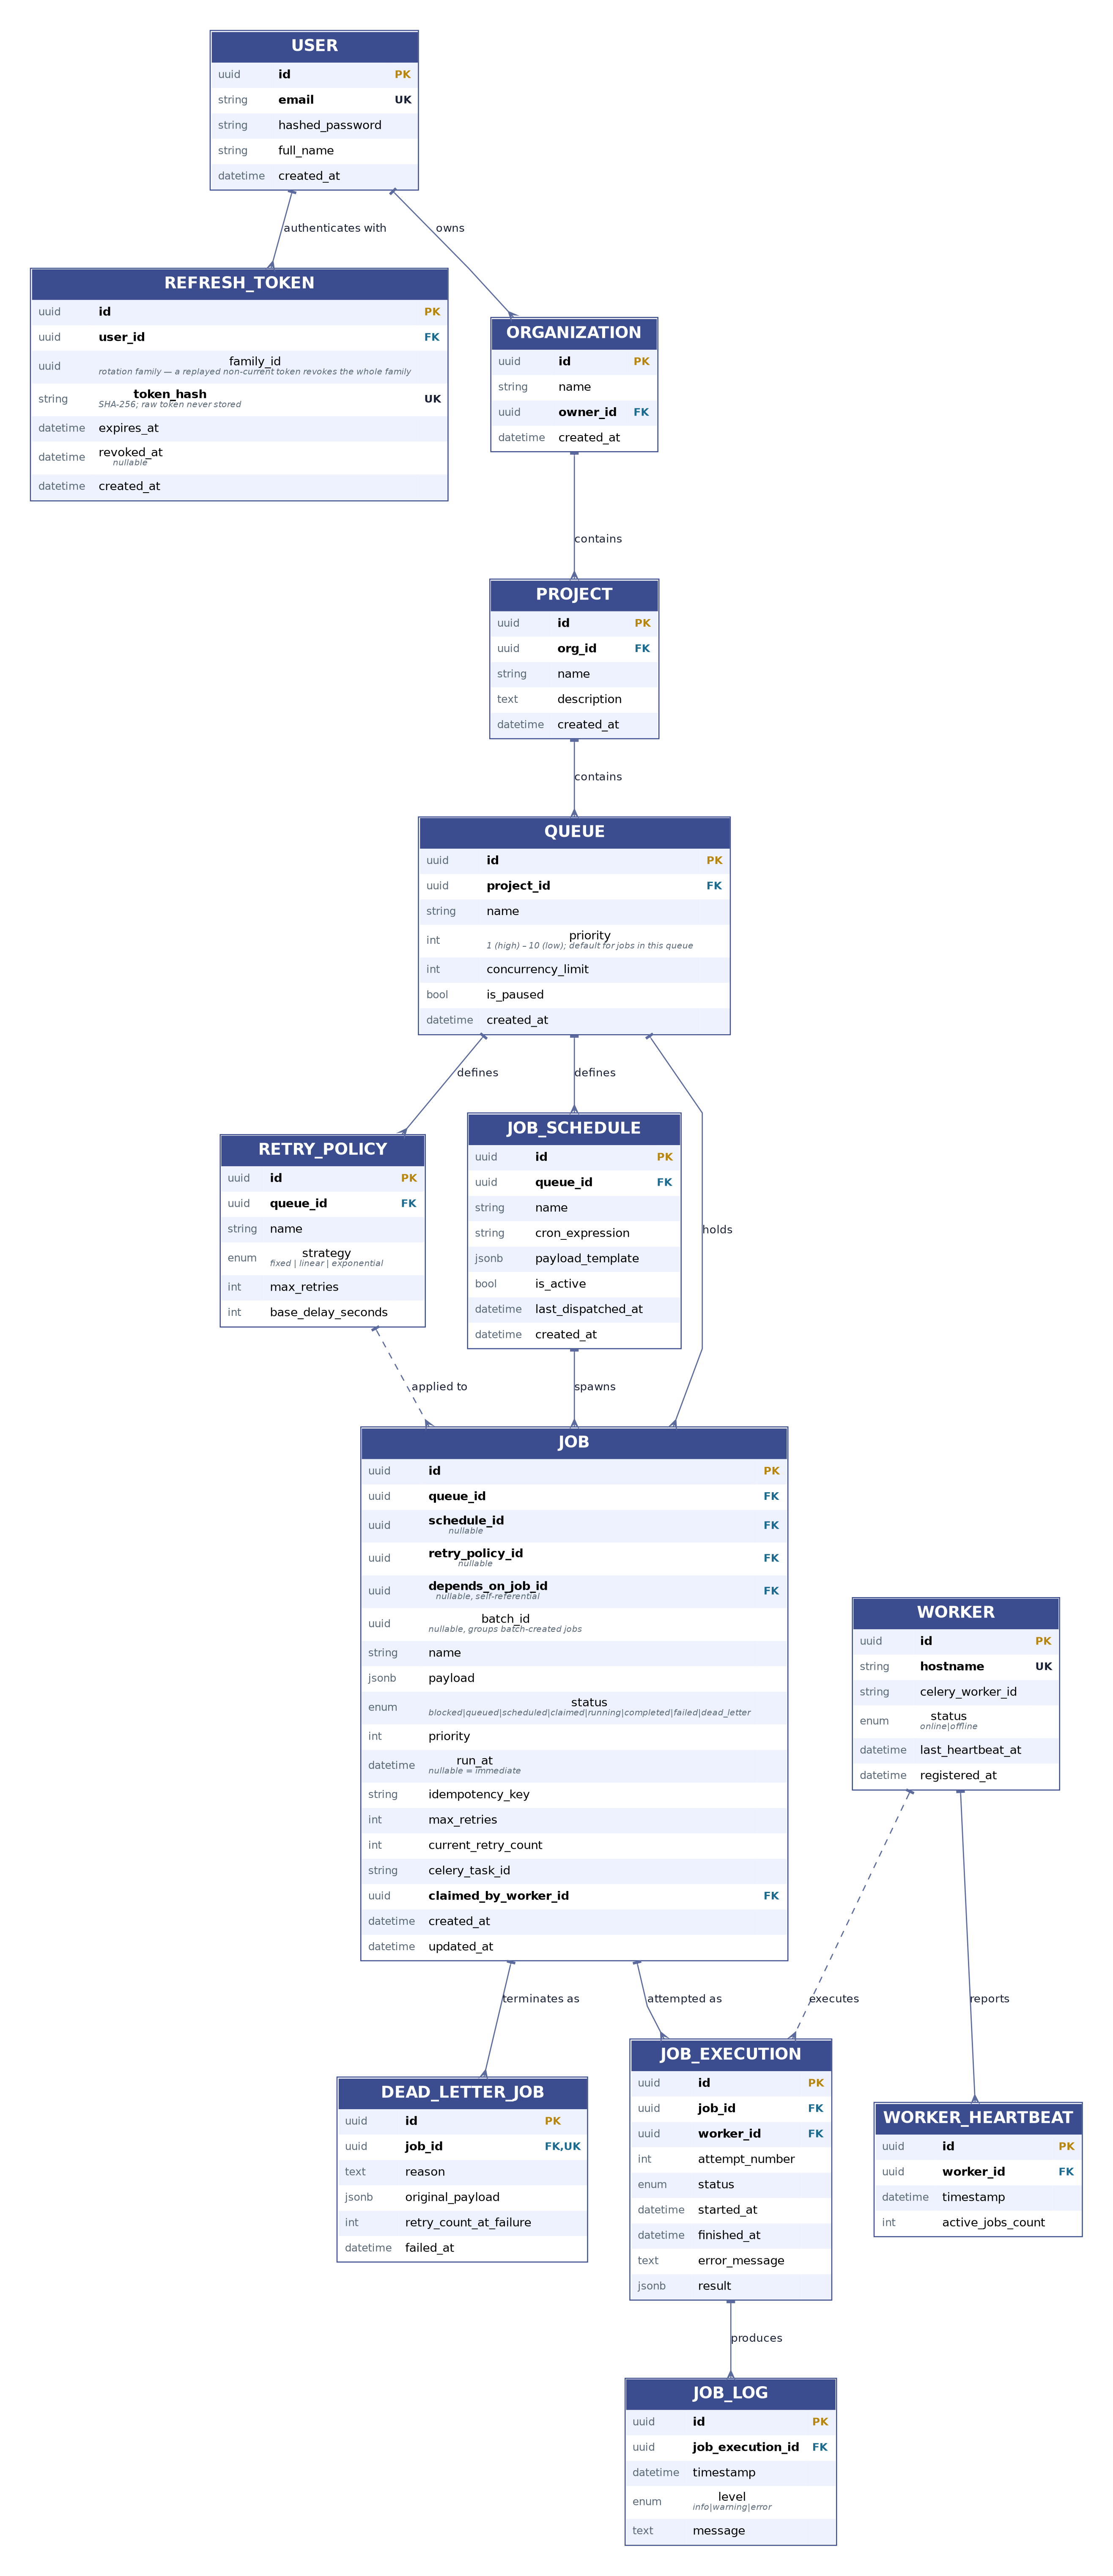 USER
uuid id PK
string email UK
string hashed_password
string full_name
datetime created_at
authenticates with
owns
REFRESH_TOKEN
uuid id PK
uuid user_id FK
uuid family_id
rotation family — a replayed non-current token revokes the whole family
string token_hash UK
SHA-256; raw token never stored
datetime expires_at
datetime revoked_at
nullable
datetime created_at
ORGANIZATION
uuid id PK
string name
uuid owner_id FK
datetime created_at
contains
PROJECT
uuid id PK
uuid org_id FK
string name
text description
datetime created_at
contains
QUEUE
uuid id PK
uuid project_id FK
string name
int priority
1 (high) – 10 (low); default for jobs in this queue
int concurrency_limit
bool is_paused
datetime created_at
defines
defines
holds
RETRY_POLICY
uuid id PK
uuid queue_id FK
string name
enum strategy
fixed | linear | exponential
int max_retries
int base_delay_seconds
JOB_SCHEDULE
uuid id PK
uuid queue_id FK
string name
string cron_expression
jsonb payload_template
bool is_active
datetime last_dispatched_at
datetime created_at
applied to
spawns
JOB
uuid id PK
uuid queue_id FK
uuid schedule_id FK
nullable
uuid retry_policy_id FK
nullable
uuid depends_on_job_id FK
nullable, self-referential
uuid batch_id
nullable, groups batch-created jobs
string name
jsonb payload
enum status
blocked|queued|scheduled|claimed|running|completed|failed|dead_letter
int priority
datetime run_at
nullable = immediate
string idempotency_key
int max_retries
int current_retry_count
string celery_task_id
uuid claimed_by_worker_id FK
datetime created_at
datetime updated_at
WORKER
uuid id PK
string hostname UK
string celery_worker_id
enum status
online|offline
datetime last_heartbeat_at
datetime registered_at
terminates as
attempted as
executes
reports
DEAD_LETTER_JOB
uuid id PK
uuid job_id FK,UK
text reason
jsonb original_payload
int retry_count_at_failure
datetime failed_at
JOB_EXECUTION
uuid id PK
uuid job_id FK
uuid worker_id FK
int attempt_number
enum status
datetime started_at
datetime finished_at
text error_message
jsonb result
WORKER_HEARTBEAT
uuid id PK
uuid worker_id FK
datetime timestamp
int active_jobs_count
produces
JOB_LOG
uuid id PK
uuid job_execution_id FK
datetime timestamp
enum level
info|warning|error
text message